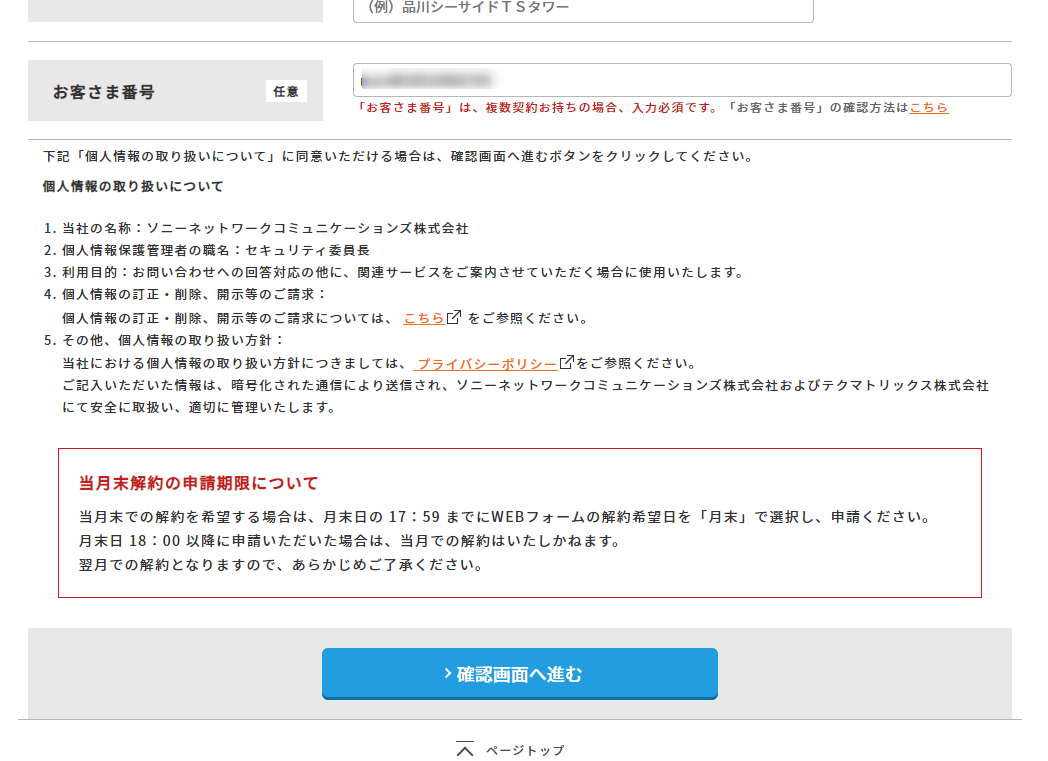 （例）品川シーサイドＴＳタワー
お客さま番号 任意
「お客さま番号」は、複数契約お持ちの場合、入力必須です。「お客さま番号」の確認方法はこちら
下記「個人情報の取り扱いについて」に同意いただける場合は、確認画面へ進むボタンをクリックしてください。
個人情報の取り扱いについて
1. 当社の名称：ソニーネットワークコミュニケーションズ株式会社
2. 個人情報保護管理者の職名：セキュリティ委員長
3. 利用目的：お問い合わせへの回答対応の他に、関連サービスをご案内させていただく場合に使用いたします。
4. 個人情報の訂正・削除、開示等のご請求：
個人情報の訂正・削除、開示等のご請求については、 こちら をご参照ください。
5. その他、個人情報の取り扱い方針：
当社における個人情報の取り扱い方針につきましては、 プライバシーポリシー をご参照ください。
ご記入いただいた情報は、暗号化された通信により送信され、ソニーネットワークコミュニケーションズ株式会社およびテクマトリックス株式会社
にて安全に取扱い、適切に管理いたします。
当月末解約の申請期限について
当月末での解約を希望する場合は、月末日の 17：59 までにWEBフォームの解約希望日を「月末」で選択し、申請ください。
月末日 18：00 以降に申請いただいた場合は、当月での解約はいたしかねます。
翌月での解約となりますので、あらかじめご了承ください。
確認画面へ進む
ページトップ